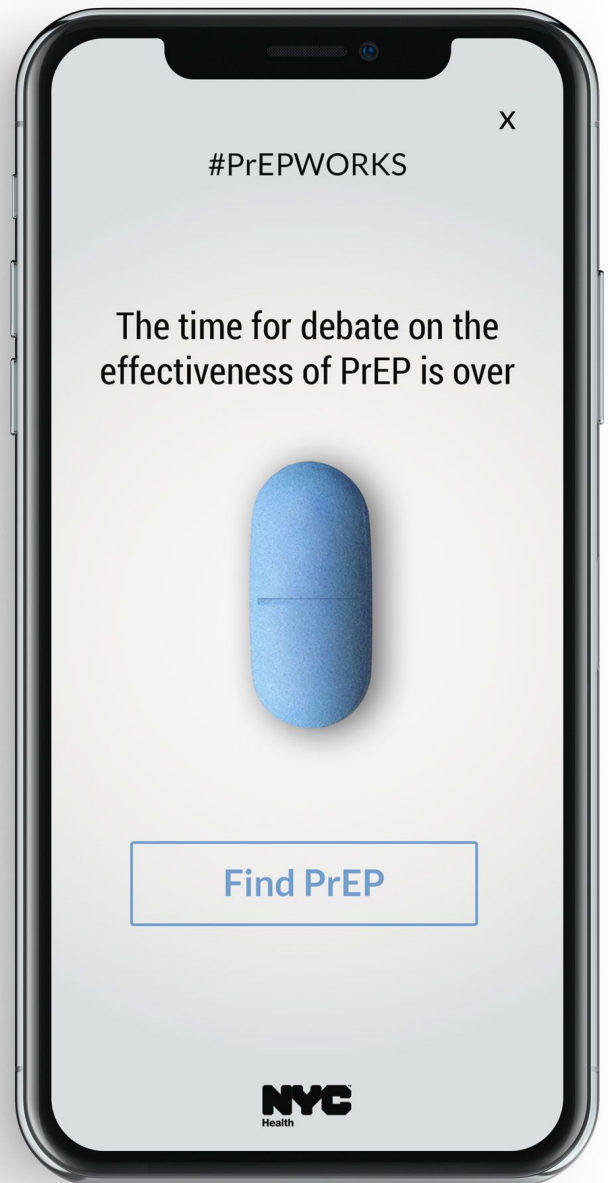 x
#PrEPWORKS
The time for debate on the
effectiveness of PrEP is over
Find PrEP
NYC
Health